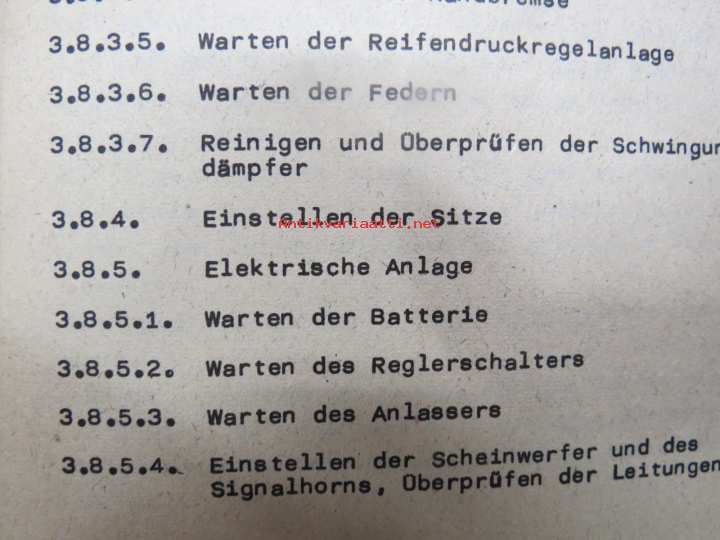 3.8.3.5. Warten der Reifendruckregelanlage
3.8.3.6. Warten der Federn
3.8.3.7. Reinigen und Überprüfen der Schwingun
dämpfer
3.8.4. Einstellen der Sitze
antikvariaatti.net
3.8.5. Elektrische Anlage
3.8.5.1. Warten der Batterie
3.8.5.2. Warten des Reglerschalters
3.8.5.3. Warten des Anlassers
3.8.5.4. Einstellen der Scheinwerfer und des
Signalhorns, Überprüfen der Leitungen